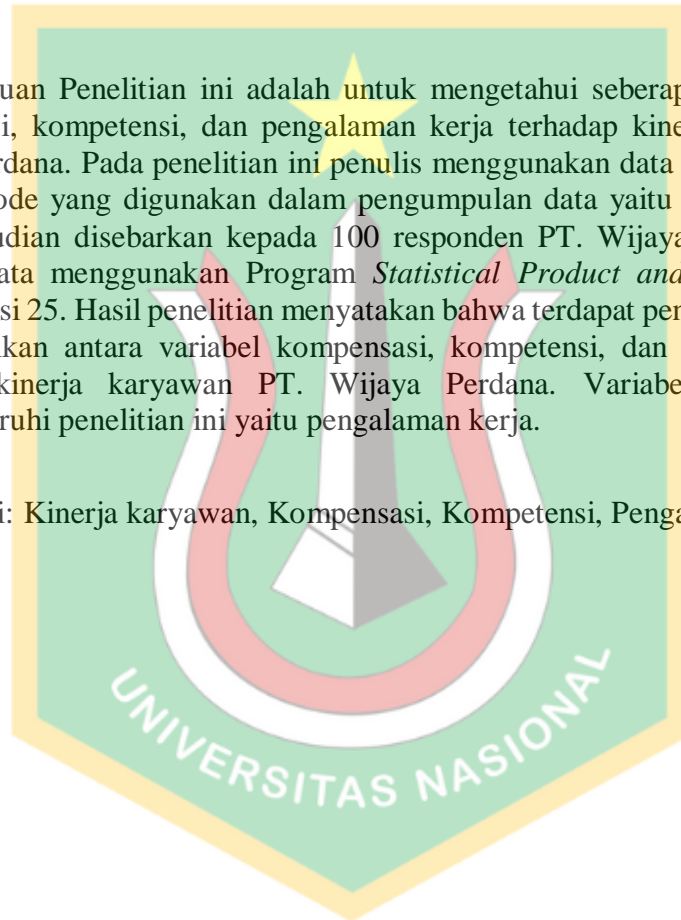 uan Penelitian ini adalah untuk mengetahui seberap
i, kompetensi, dan pengalaman kerja terhadap kine
rdana. Pada penelitian ini penulis menggunakan data
ode yang digunakan dalam pengumpulan data yaitu
udian disebarkan kepada 100 responden PT. Wijaya
ata menggunakan Program Statistical Product and
si 25. Hasil penelitian menyatakan bahwa terdapat pen
ikan antara variabel kompensasi, kompetensi, dan
kinerja karyawan PT. Wijaya Perdana. Variabe
ruhi penelitian ini yaitu pengalaman kerja.
i: Kinerja karyawan, Kompensasi, Kompetensi, Penga
UNIVERSITAS NASIONAL